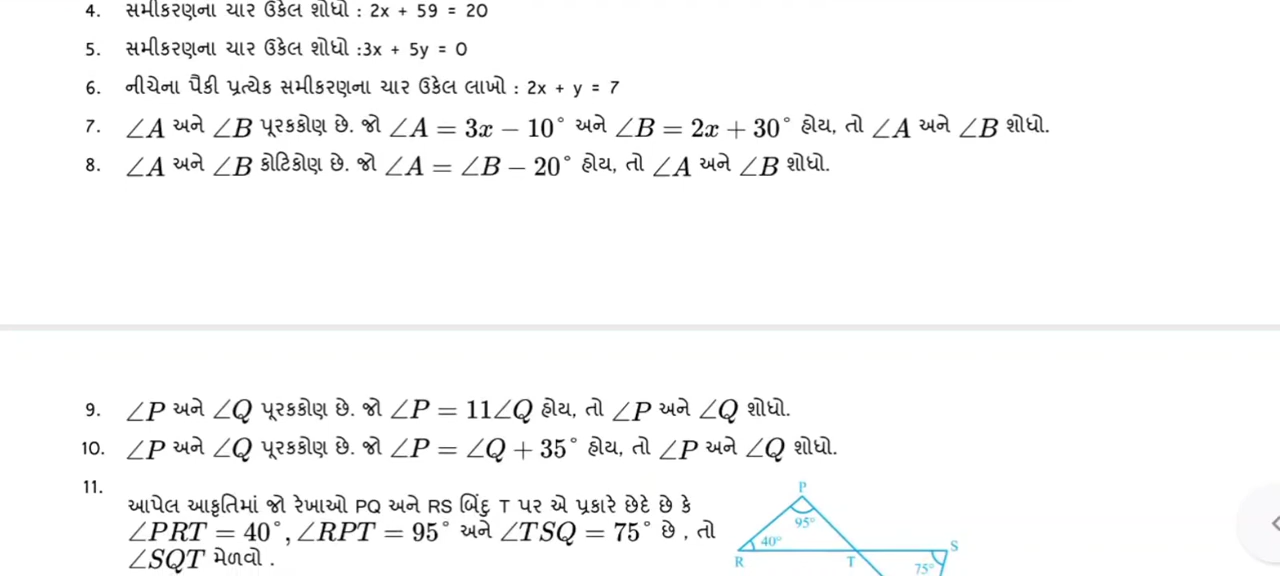 4. સમીકરણના ચાર ઉકેલ શોધો : 2x + 59 = 20
5. સમીકરણના ચાર ઉકેલ શોધો :3x + 5y = 0
6. નીચેના પૈકી પ્રત્યેક સમીકરણના ચાર ઉકેલ લાખો : 2x + y = 7
7. ∠A અને ∠B પૂરકકોણ છે. જો ∠A = 3x − 10° અને ∠B = 2x + 30° હોય, તો ∠A અને ∠B શોધો.
8. ∠A અને ∠B કોટિકોણ છે. જો ∠A = ∠B − 20° હોય, તો ∠A અને ∠B શોધો.
9. ∠P અને ∠Q પૂરકકોણ છે. જો ∠P = 11∠Q હોય, તો ∠P અને ∠Q શોધો.
10. ∠P અને ∠Q પૂરકકોણ છે. જો ∠P = ∠Q + 35° હોય, તો ∠P અને ∠Q શોધો.
11. આપેલ આકૃતિમાં જો રેખાઓ PQ અને RS બિંદુ T પર એ પ્રકારે છેદે છે કે
∠PRT = 40°, ∠RPT = 95° અને ∠TSQ = 75° છે , તો
∠SQT મેળવો .
P
95°
40°
R
T
S
75°